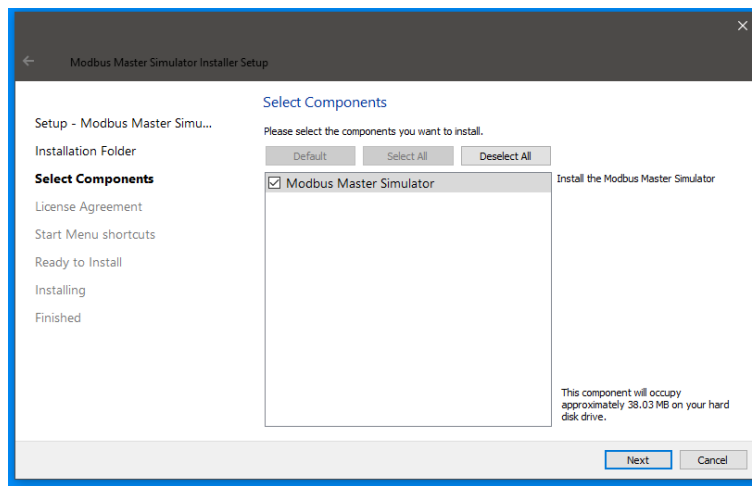 Modbus Master Simulator Installer Setup
Setup - Modbus Master Simu...
Installation Folder
Select Components
License Agreement
Start Menu shortcuts
Ready to Install
Installing
Finished
Select Components
Please select the components you want to install.
Default Select All Deselect All
Modbus Master Simulator
Install the Modbus Master Simulator
This component will occupy
approximately 38.03 MB on your hard
disk drive.
Next Cancel